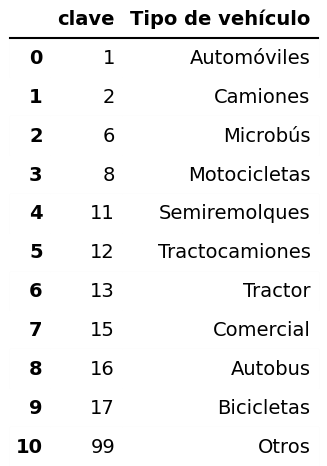 clave Tipo de vehículo
0 1 Automóviles
1 2 Camiones
2 6 Microbús
3 8 Motocicletas
4 11 Semiremolques
5 12 Tractocamiones
6 13 Tractor
7 15 Comercial
8 16 Autobus
9 17 Bicicletas
10 99 Otros